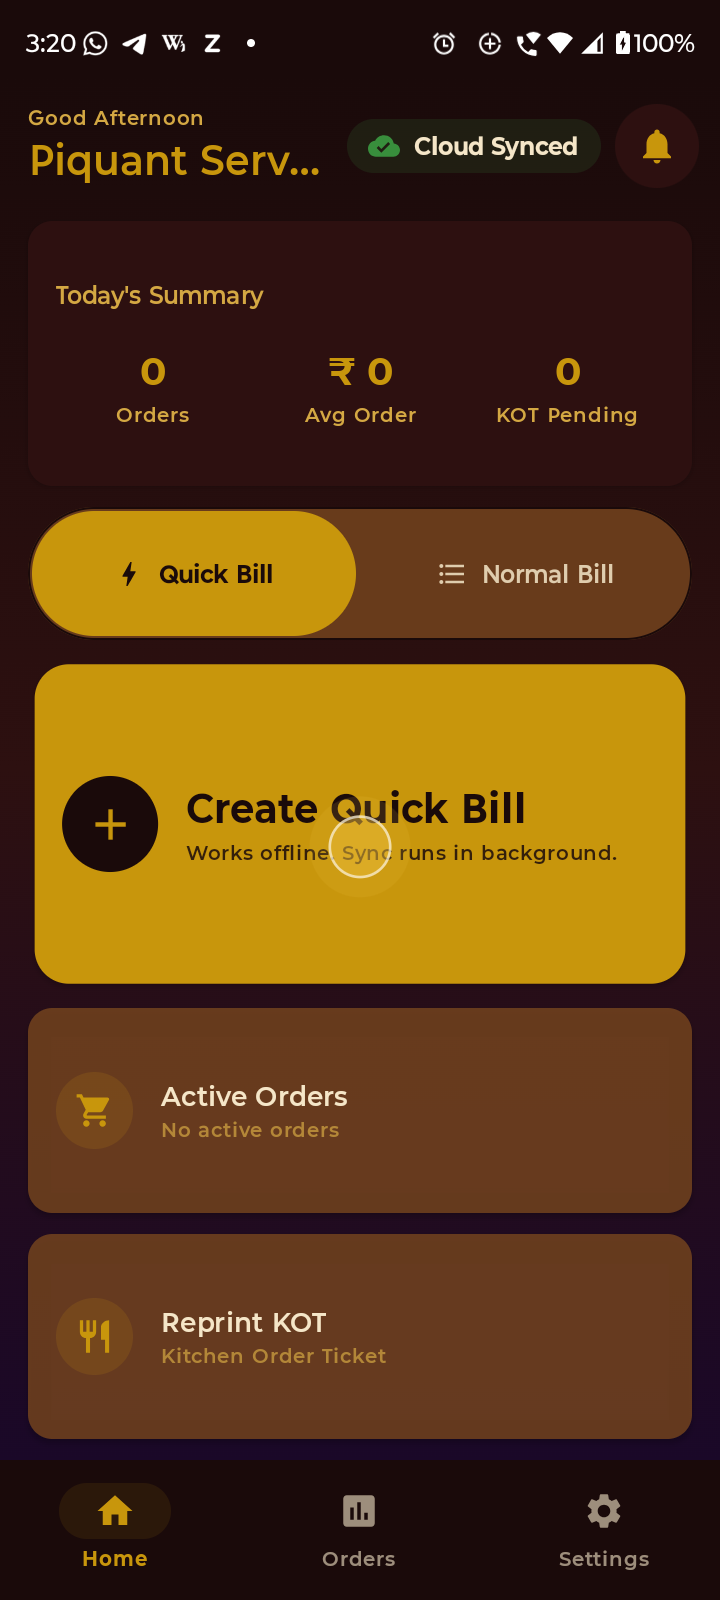 3:20
100%
Good Afternoon
Piquant Serv...
Cloud Synced
Today's Summary
0
₹ 0
0
Orders
Avg Order
KOT Pending
Quick Bill
Normal Bill
Create Quick Bill
Works offline. Sync runs in background.
Active Orders
No active orders
Reprint KOT
Kitchen Order Ticket
Home
Orders
Settings